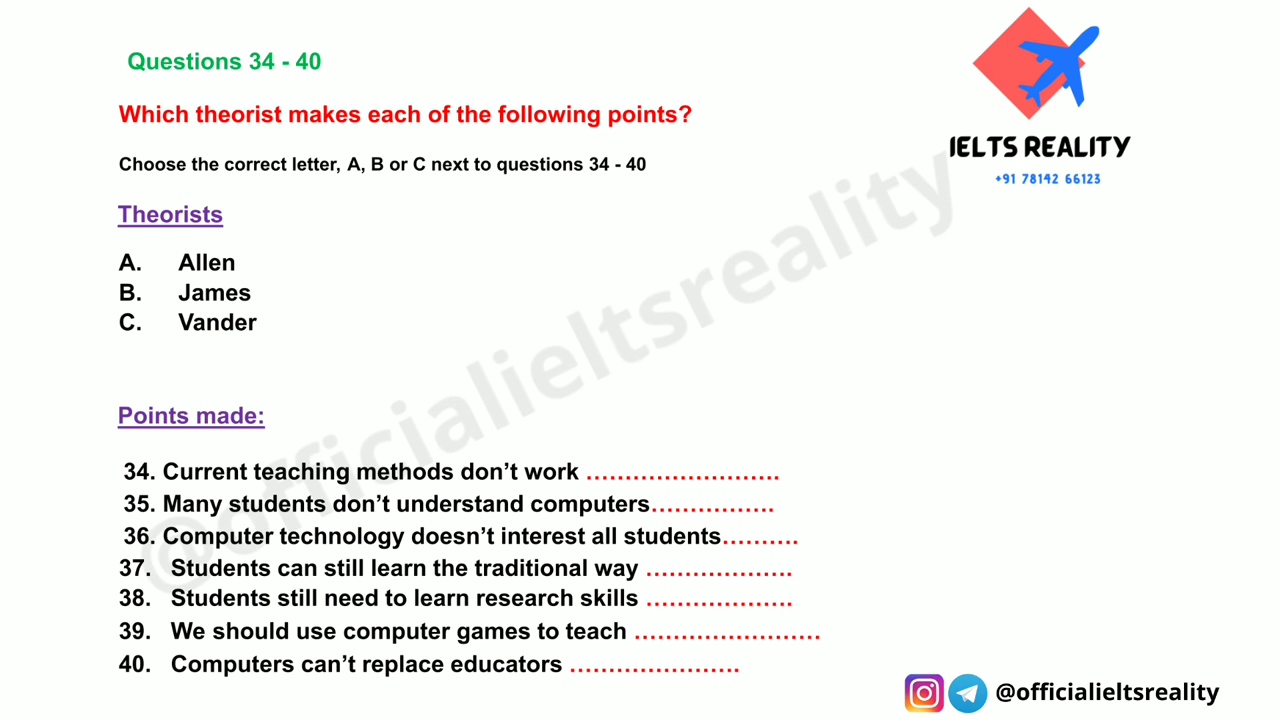 Questions 34 - 40
Which theorist makes each of the following points?
Choose the correct letter, A, B or C next to questions 34 - 40
IELTS REALITY
+91 78142 66123
Theorists
A. Allen
B. James
C. Vander
Points made:
34. Current teaching methods don’t work …………………….
35. Many students don’t understand computers…………….
36. Computer technology doesn’t interest all students……….
37. Students can still learn the traditional way ……………….
38. Students still need to learn research skills ……………….
39. We should use computer games to teach ……………………
40. Computers can’t replace educators ………………….
@officialieltsreality
@officialieltsreality